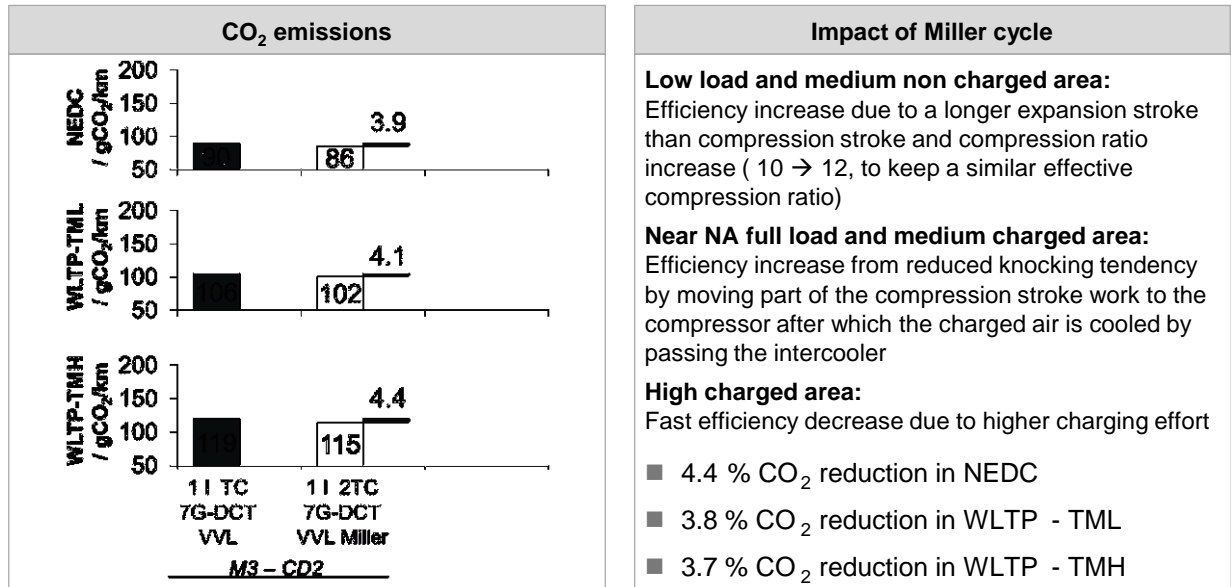 CO2 emissions
NEDC
/ gCO2/km
200
150
100
50
90
86
3.9
WLTP-TML
/ gCO2/km
200
150
100
50
106
102
4.1
WLTP-TMH
/ gCO2/km
200
150
100
50
119
115
4.4
1 l TC
7G-DCT
VVL
1 l 2TC
7G-DCT
VVL Miller
M3 – CD2
Impact of Miller cycle
Low load and medium non charged area:
Efficiency increase due to a longer expansion stroke
than compression stroke and compression ratio
increase ( 10 → 12, to keep a similar effective
compression ratio)
Near NA full load and medium charged area:
Efficiency increase from reduced knocking tendency
by moving part of the compression stroke work to the
compressor after which the charged air is cooled by
passing the intercooler
High charged area:
Fast efficiency decrease due to higher charging effort
■ 4.4 % CO2 reduction in NEDC
■ 3.8 % CO2 reduction in WLTP - TML
■ 3.7 % CO2 reduction in WLTP - TMH